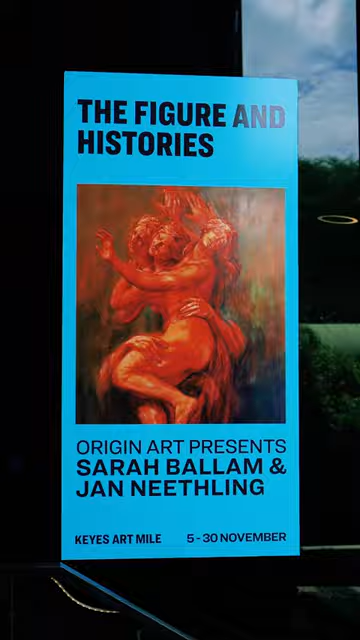 THE FIGURE AND
HISTORIES
ORIGIN ART PRESENTS
SARAH BALLAM &
JAN NEETHLING
KEYES ART MILE 5 - 30 NOVEMBER